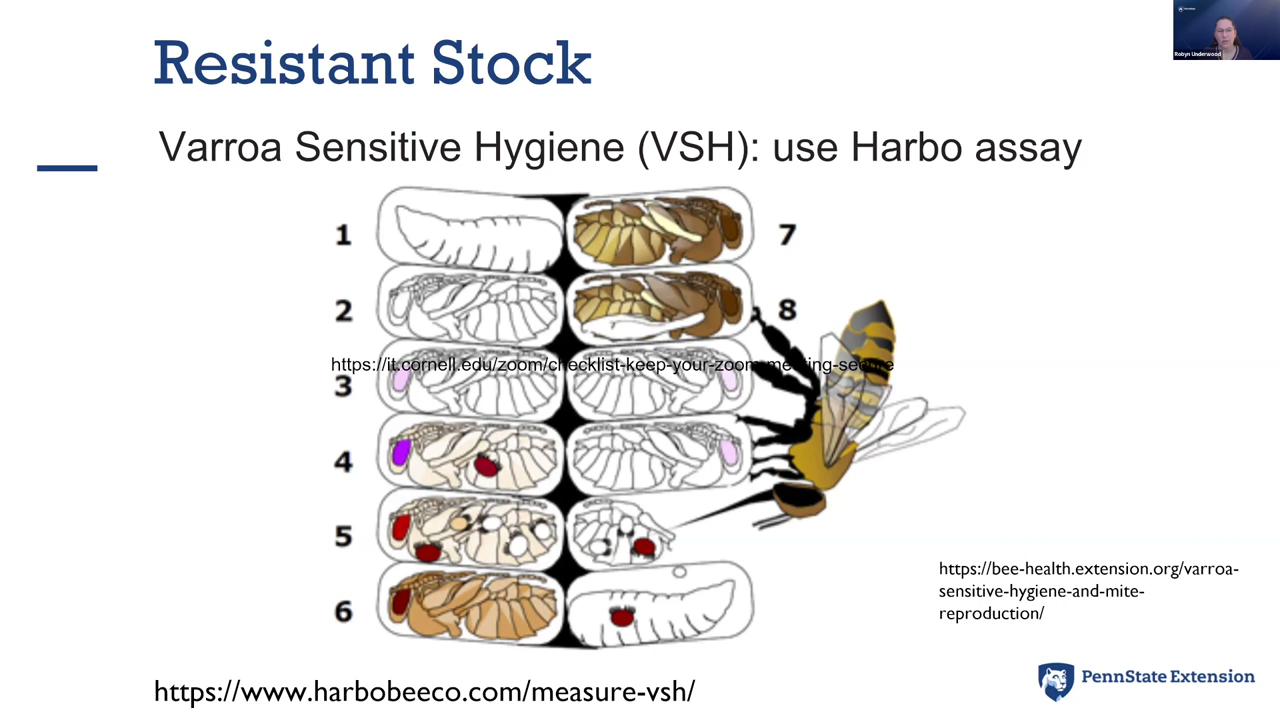 Robyn Underwood
Resistant Stock
Varroa Sensitive Hygiene (VSH): use Harbo assay
1
7
2
8
https://it.cornell.edu/zoom/checklist-keep-your-zoom-meeting-secure
3
4
5
6
https://bee-health.extension.org/varroa-
sensitive-hygiene-and-mite-
reproduction/
PennState Extension
https://www.harbobeeco.com/measure-vsh/